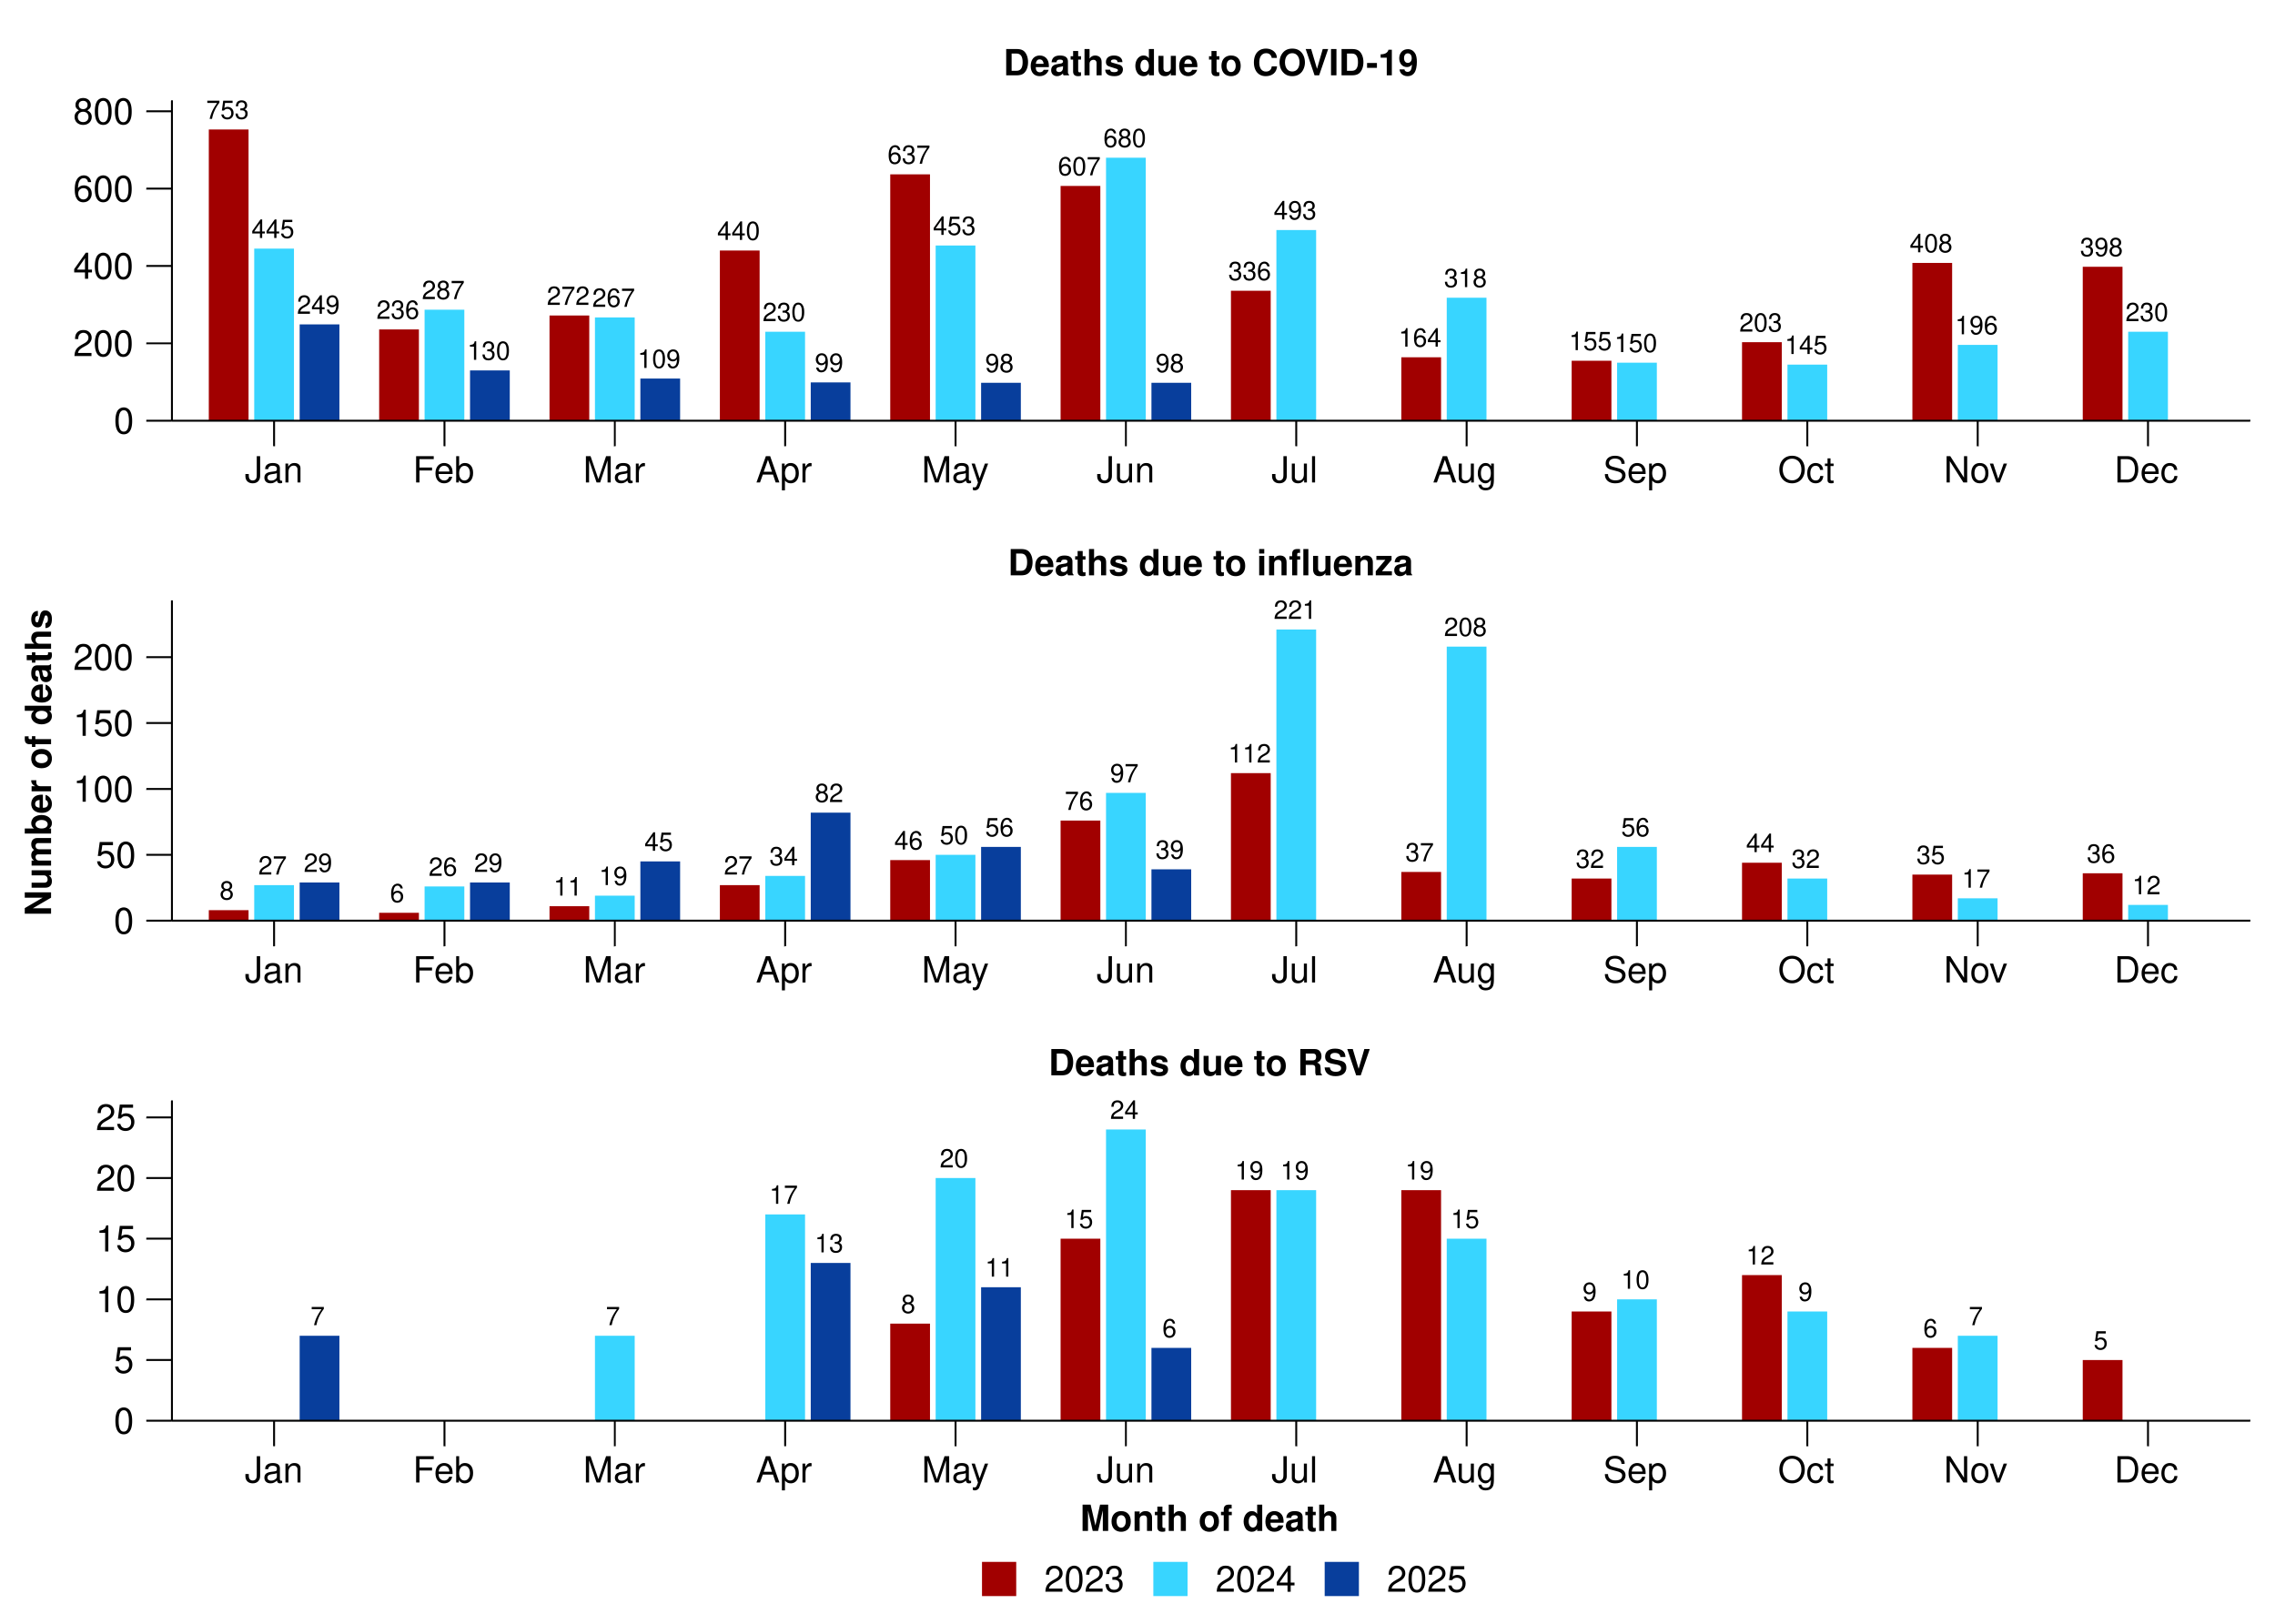 Deaths due to COVID-19
800
600
400
200
0
753 445 249
236 287 130
272 267 109
440 230 99
637 453 98
607 680 98
336 493
164 318
155 150
203 145
408 196
398 230
Jan Feb Mar Apr May Jun Jul Aug Sep Oct Nov Dec
Number of deaths
Deaths due to influenza
200
150
100
50
0
8 27 29
6 26 29
11 19 45
27 34 82
46 50 56
76 97 39
112 221
37 208
32 56
44 32
35 17
36 12
Jan Feb Mar Apr May Jun Jul Aug Sep Oct Nov Dec
Deaths due to RSV
25
20
15
10
5
0
7
7
17 13
8 20 11
15 24 6
19 19
19 15
9 10
12 9
6 7
5
Jan Feb Mar Apr May Jun Jul Aug Sep Oct Nov Dec
Month of death
2023 2024 2025